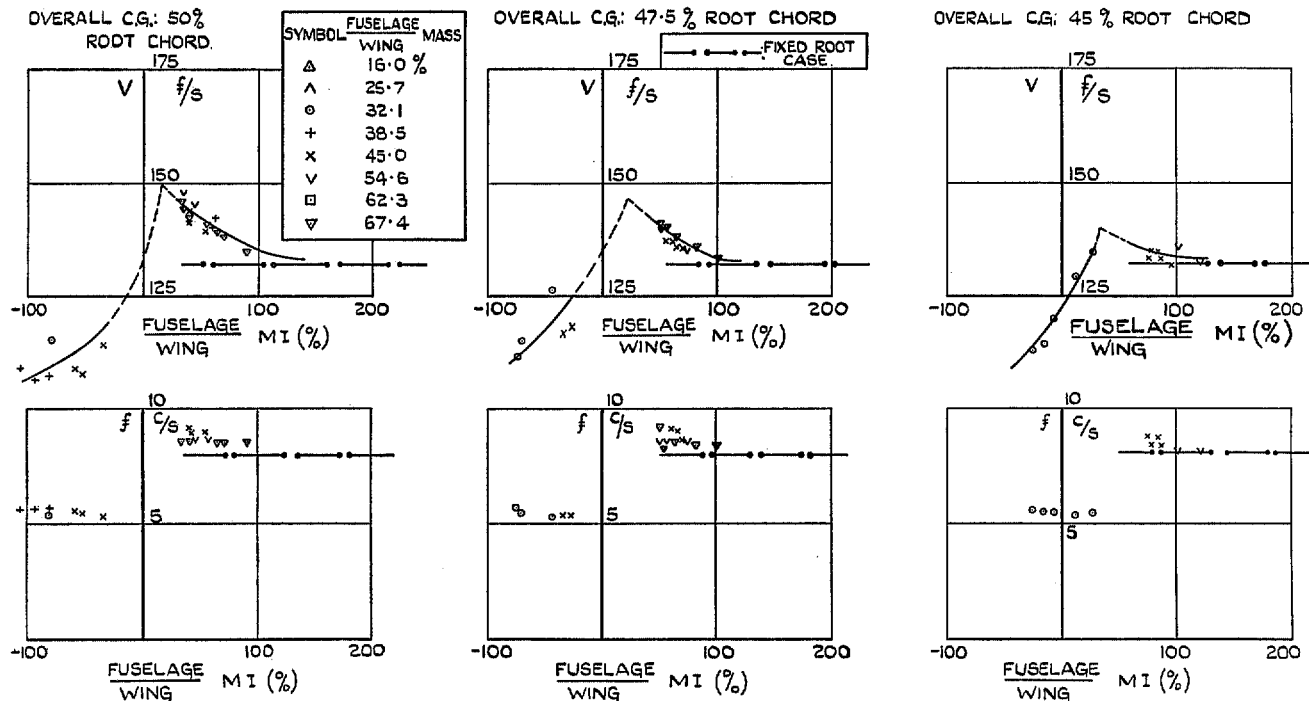 OVERALL C.G.: 50%
ROOT CHORD.
SYMBOL FUSELAGE/WING MASS
16.0 %
25.7
32.1
38.5
45.0
54.6
62.3
67.4
OVERALL C.G.: 47.5 % ROOT CHORD
FIXED ROOT
CASE.
OVERALL C.G: 45 % ROOT CHORD
175
V f/s
150
125
-100 100 200
FUSELAGE
WING
MI (%)
175
V f/s
150
125
-100 100 200
FUSELAGE
WING
MI (%)
175
V f/s
150
125
-100 100 200
FUSELAGE
WING
MI (%)
10
f c/s
5
-100 100 200
FUSELAGE
WING
MI (%)
10
f c/s
5
-100 100 200
FUSELAGE
WING
MI (%)
10
f c/s
5
-100 100 200
FUSELAGE
WING
MI (%)